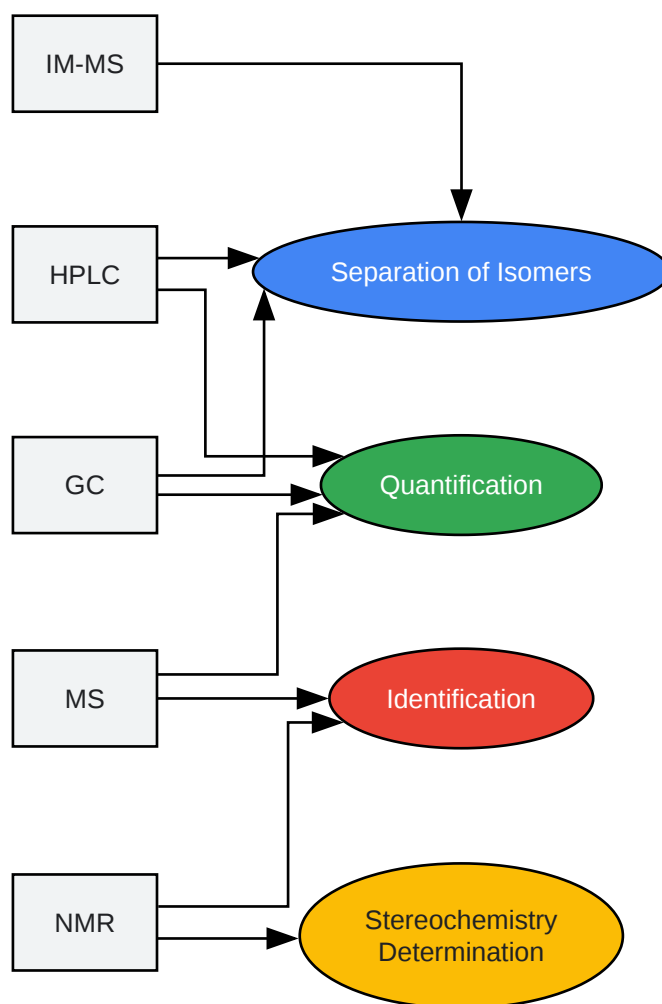 IM-MS
HPLC
Separation of Isomers
GC
Quantification
MS
Identification
NMR
Stereochemistry
Determination